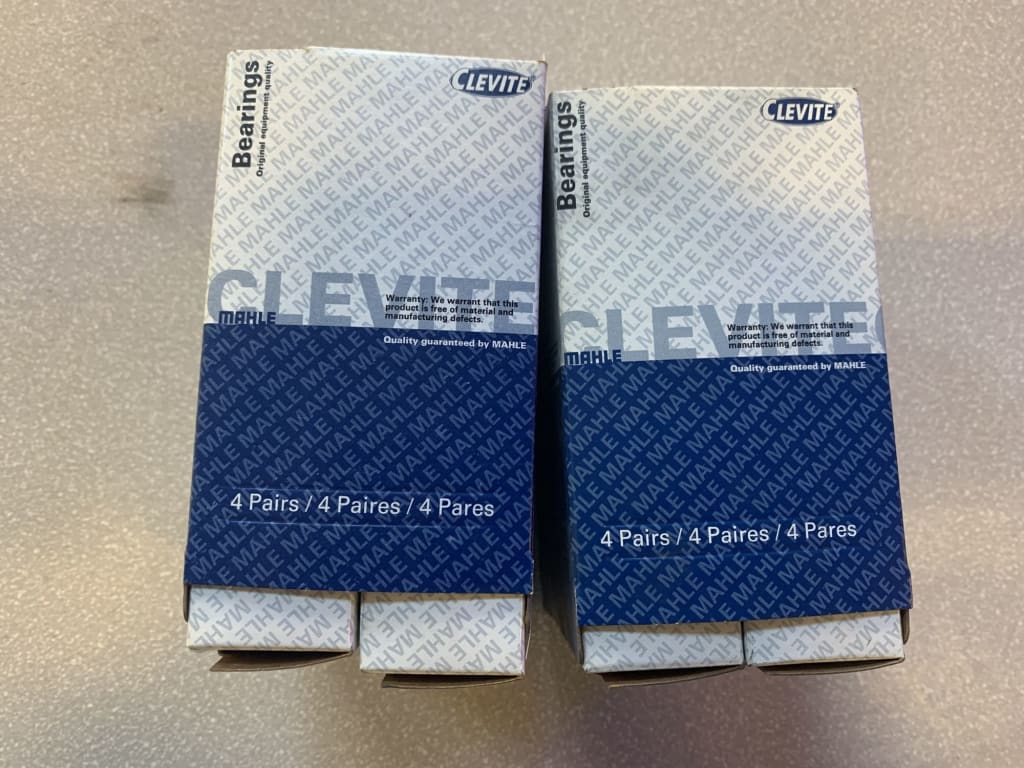 Bearings
Original equipment quality
CLEVITE
CLEVITE
MAHLE
Warranty: We warrant that this
product is free of material and
manufacturing defects.
Quality guaranteed by MAHLE
4 Pairs / 4 Paires / 4 Pares
Bearings
Original equipment quality
CLEVITE
CLEVITE
MAHLE
Warranty: We warrant that this
product is free of material and
manufacturing defects.
Quality guaranteed by MAHLE
4 Pairs / 4 Paires / 4 Pares